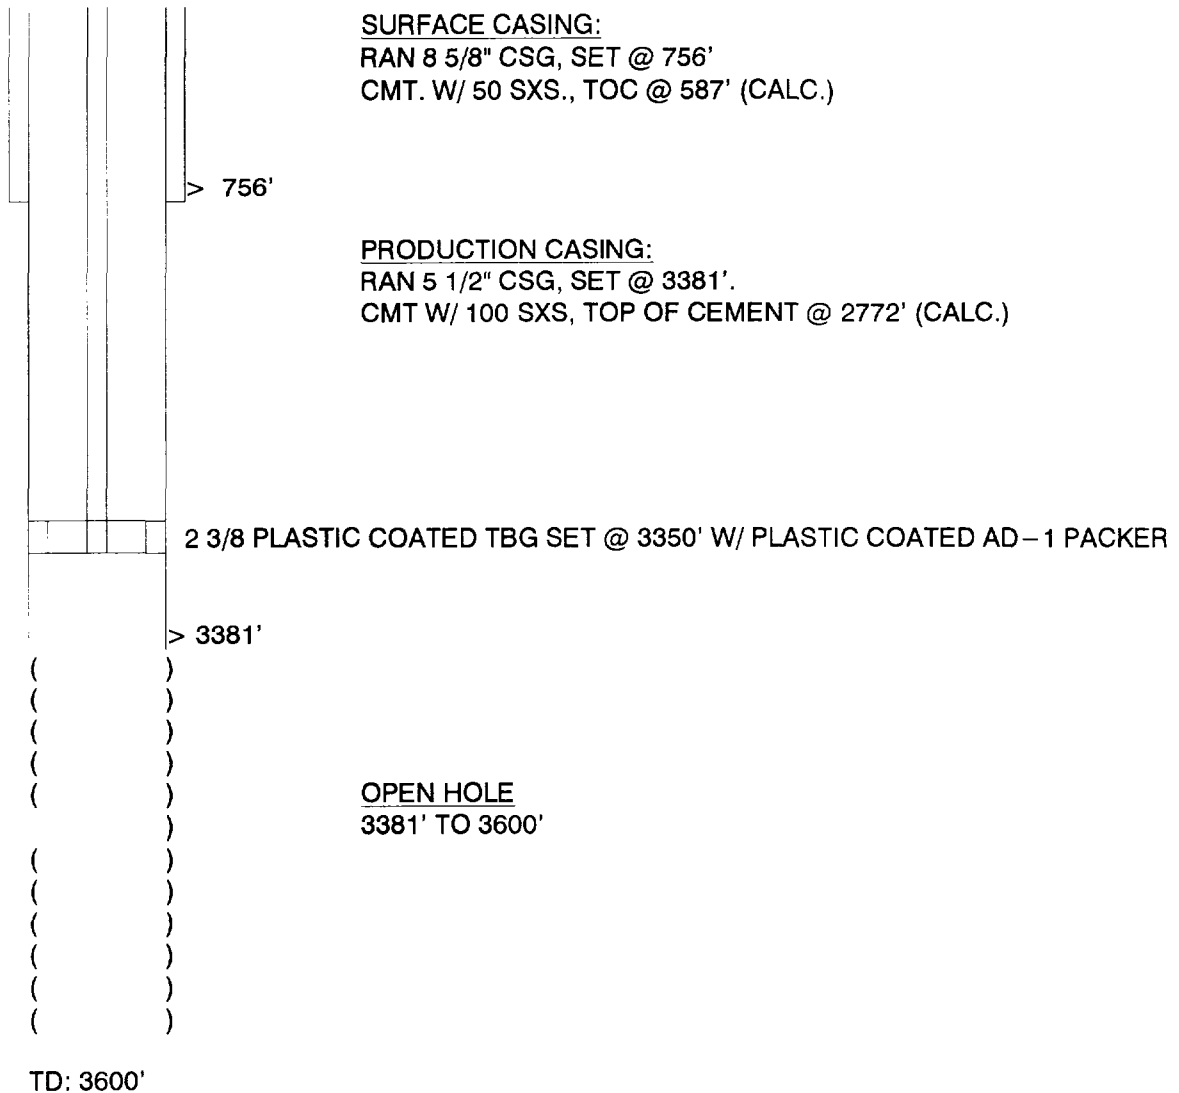 SURFACE CASING:
RAN 8 5/8" CSG, SET @ 756'
CMT. W/ 50 SXS., TOC @ 587' (CALC.)
> 756'
PRODUCTION CASING:
RAN 5 1/2" CSG, SET @ 3381'.
CMT W/ 100 SXS, TOP OF CEMENT @ 2772' (CALC.)
2 3/8 PLASTIC COATED TBG SET @ 3350' W/ PLASTIC COATED AD-1 PACKER
> 3381'
OPEN HOLE
3381' TO 3600'
TD: 3600'